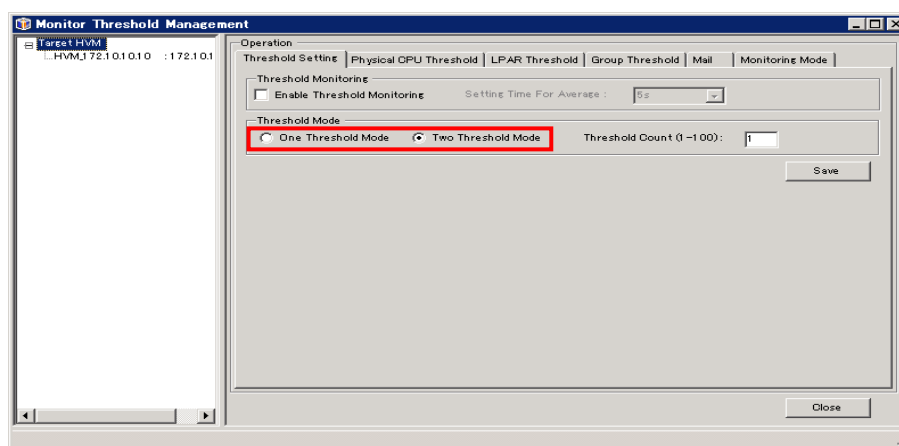 Monitor Threshold Management
Target HVM
HVM_172.10.10.10 :172.10.1
Operation
Threshold Setting Physical CPU Threshold LPAR Threshold Group Threshold Mail Monitoring Mode
Threshold Monitoring
Enable Threshold Monitoring Setting Time For Average : 5s
Threshold Mode
One Threshold Mode Two Threshold Mode Threshold Count (1-100): 1
Save
Close